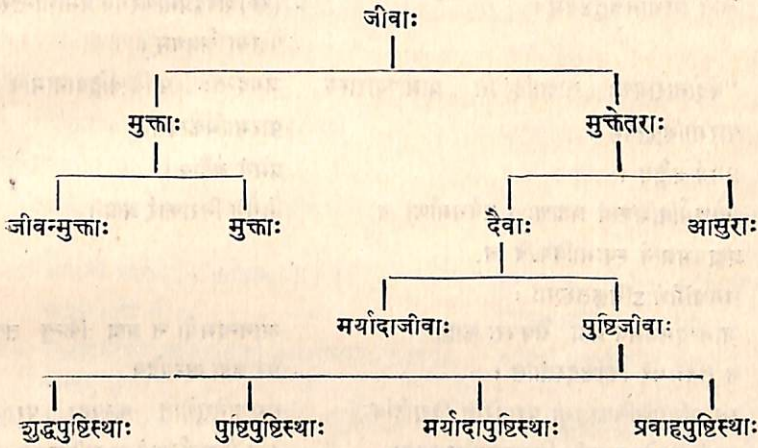 जीवाः
मुक्ताः मुक्तेतराः
जीवन्मुक्ताः मुक्ताः दैवाः आसुराः
मर्यादाजीवाः पुष्टिजीवाः
शुद्धपुष्टिस्थाः पुष्टिपुष्टिस्थाः मर्यादापुष्टिस्थाः प्रवाहपुष्टिस्थाः